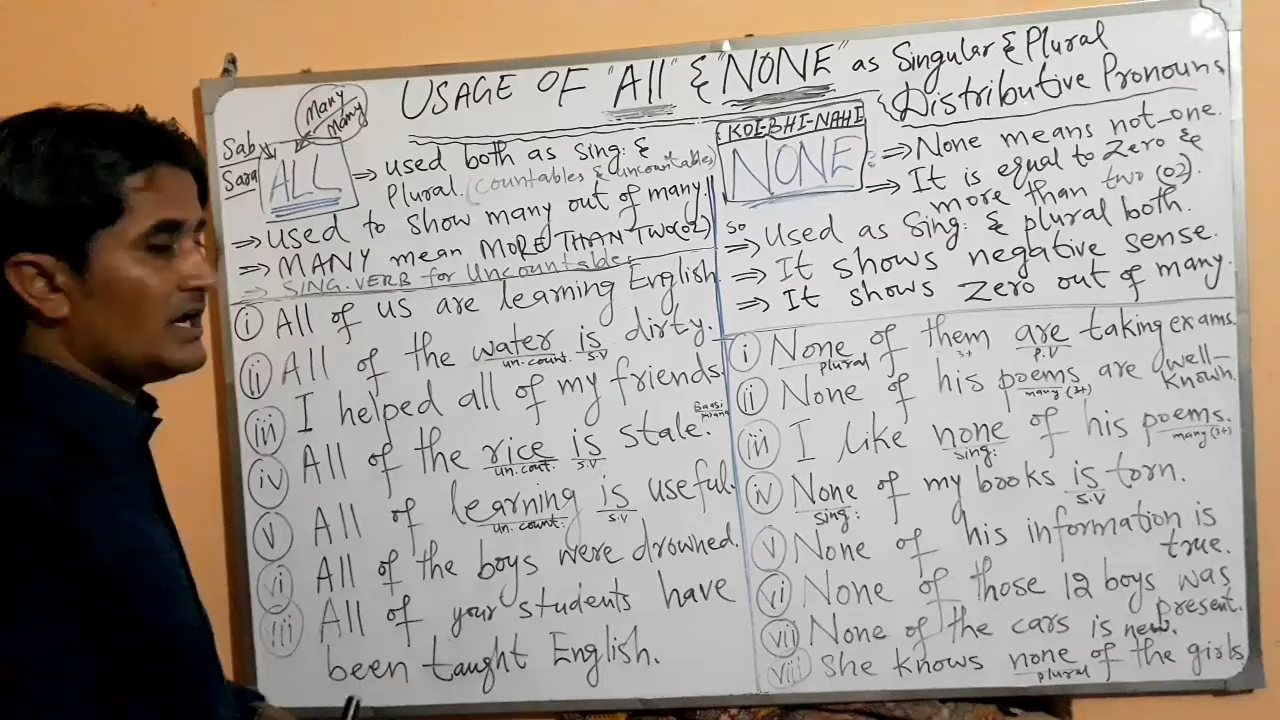 USAGE OF "All" & "NONE" as Singular & Plural
Distributive Pronouns
Many
Many
Sab
Sara
ALL
⇒ used both as Sing: &
Plural. (Countables & uncountables)
⇒ used to show many out of many
⇒ MANY mean MORE THAN TWO(02)
⇒ SING. VERB for Uncountables
(i) All of us are learning English
(ii) All of the water is dirty.
un.count. S.V
(iii) I helped all of my friends.
(iv) All of the rice is stale.
un.cout. S.V
(v) All of learning is useful.
un.count: S.V
(vi) All of the boys were drowned.
(iii) All of your students have
been taught English.
{KOI-BHI-NAHI
NONE
⇒ None means not one.
⇒ It is equal to Zero &
more than two (02).
so
⇒ Used as Sing: & plural both.
⇒ It shows negative sense.
⇒ It shows Zero out of many.
(i) None of them are taking exams.
plural 3+ P.V
(ii) None of his poems are well-
known.
many (3+)
(iii) I like none of his poems.
sing: many (3+)
(iv) None of my books is torn.
sing: S.V
(v) None of his information is
true.
(vi) None of those 12 boys was
present.
(vii) None of the cars is new.
(viii) She knows none of the girls
plural